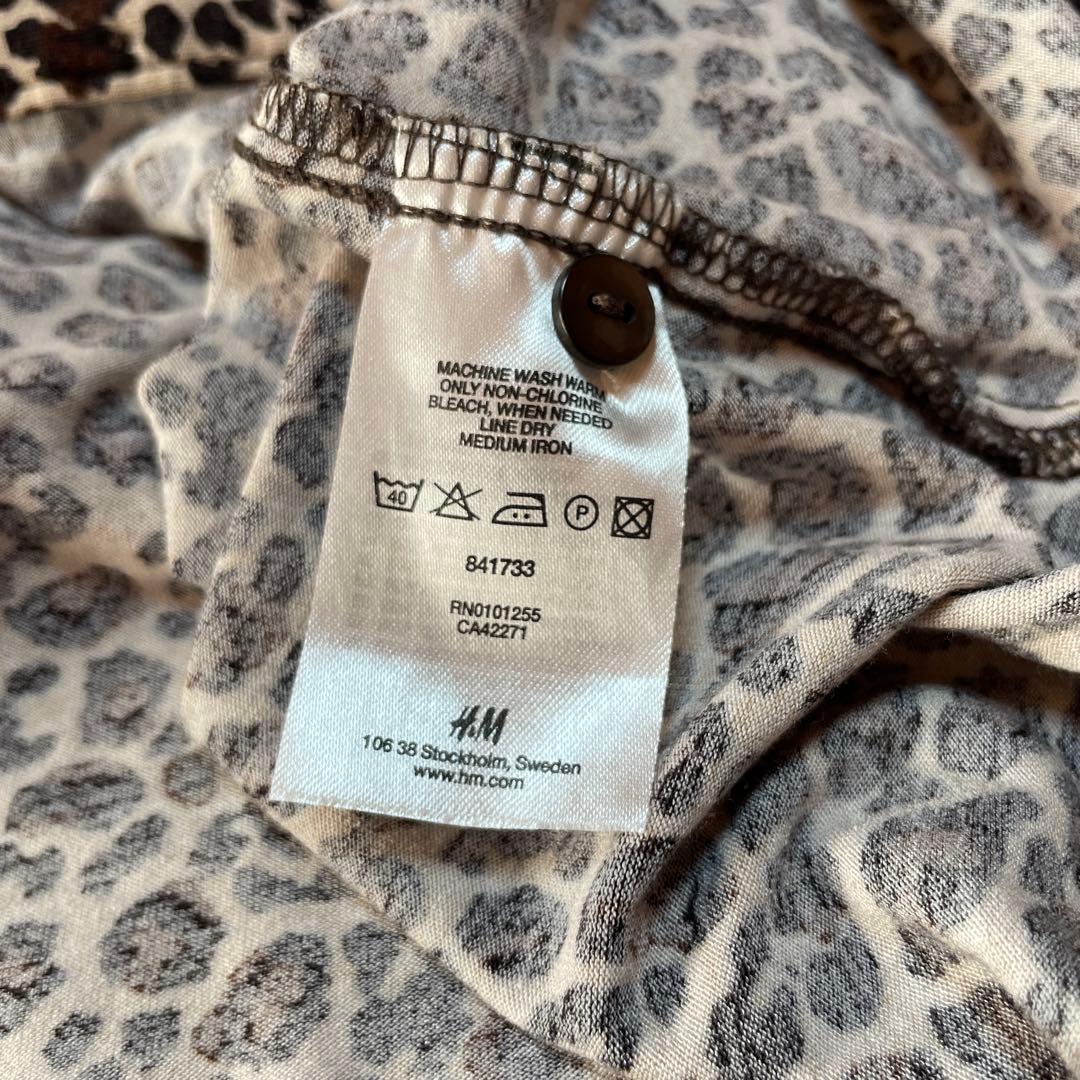 MACHINE WASH WARM
ONLY NON-CHLORINE
BLEACH, WHEN NEEDED
LINE DRY
MEDIUM IRON
40
P
841733
RN0101255
CA42271
H&M
106 38 Stockholm, Sweden
www.hm.com